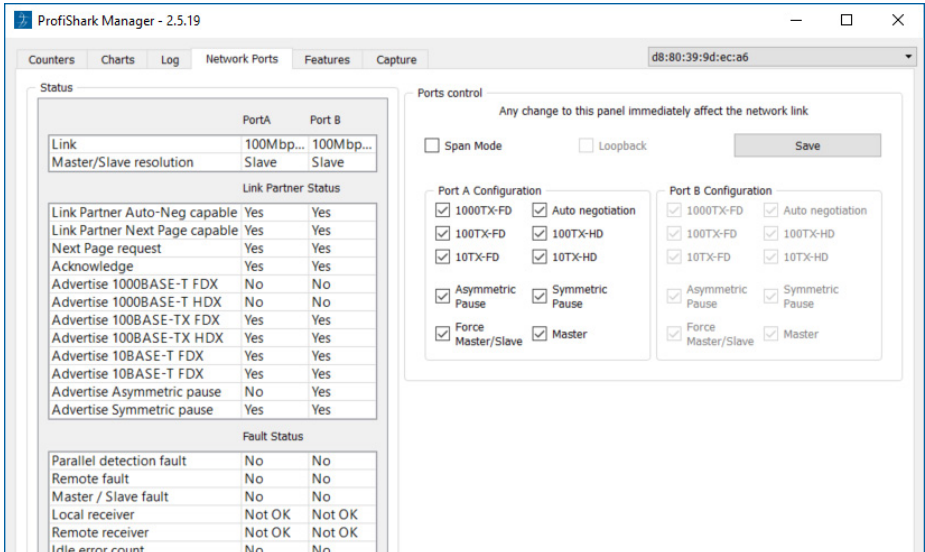 ProfiShark Manager - 2.5.19
Counters Charts Log Network Ports Features Capture d8:80:39:9d:ec:a6
Status
PortA Port B
Link 100Mbp... 100Mbp...
Master/Slave resolution Slave Slave
Link Partner Status
Link Partner Auto-Neg capable Yes Yes
Link Partner Next Page capable Yes Yes
Next Page request Yes Yes
Acknowledge Yes Yes
Advertise 1000BASE-T FDX No No
Advertise 1000BASE-T HDX No No
Advertise 100BASE-TX FDX Yes Yes
Advertise 100BASE-TX HDX Yes Yes
Advertise 10BASE-T FDX Yes Yes
Advertise 10BASE-T FDX Yes Yes
Advertise Asymmetric pause No Yes
Advertise Symmetric pause Yes Yes
Fault Status
Parallel detection fault No No
Remote fault No No
Master / Slave fault No No
Local receiver Not OK Not OK
Remote receiver Not OK Not OK
Idle error count No No
Ports control
Any change to this panel immediately affect the network link
Span Mode Loopback Save
Port A Configuration
1000TX-FD Auto negotiation
100TX-FD 100TX-HD
10TX-FD 10TX-HD
Asymmetric Pause Symmetric Pause
Force Master/Slave Master
Port B Configuration
1000TX-FD Auto negotiation
100TX-FD 100TX-HD
10TX-FD 10TX-HD
Asymmetric Pause Symmetric Pause
Force Master/Slave Master